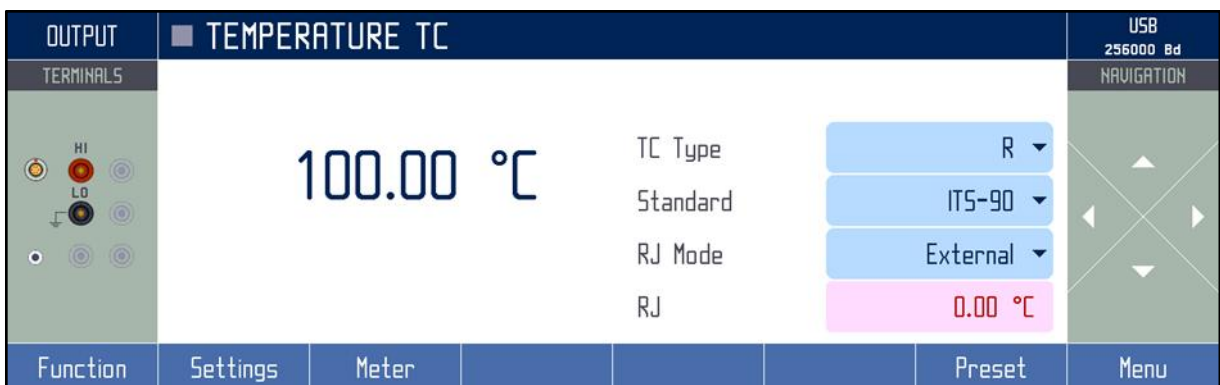 OUTPUT
TEMPERATURE TC
USB
256000 Bd
TERMINALS
NAVIGATION
HI
LO
100.00 °C
TC Type
R
Standard
ITS-90
RJ Mode
External
RJ
0.00 °C
Function
Settings
Meter
Preset
Menu